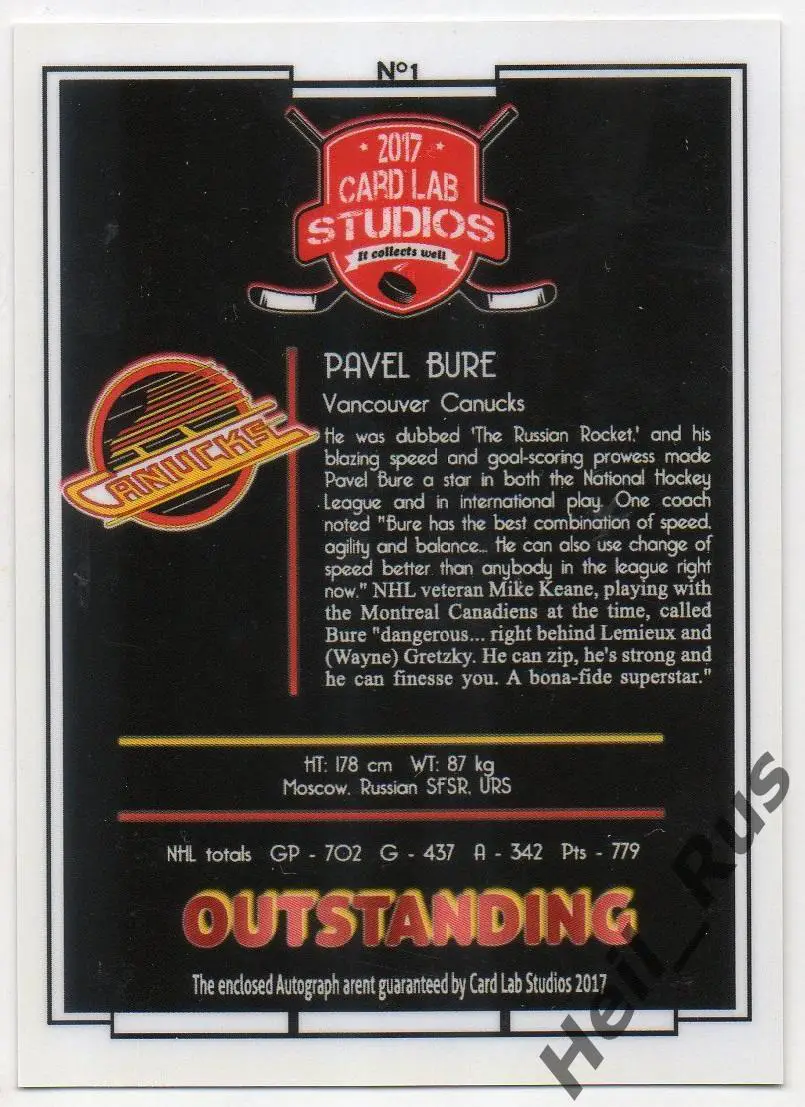 Nº1
2017
CARD LAB
STUDIOS
It collects well
CANUCKS
PAVEL BURE
Vancouver Canucks
He was dubbed 'The Russian Rocket,' and his
blazing speed and goal-scoring prowess made
Pavel Bure a star in both the National Hockey
League and in international play. One coach
noted "Bure has the best combination of speed,
agility and balance... He can also use change of
speed better than anybody in the league right
now." NHL veteran Mike Keane, playing with
the Montreal Canadiens at the time, called
Bure "dangerous... right behind Lemieux and
(Wayne) Gretzky. He can zip, he's strong and
he can finesse you. A bona-fide superstar."
HT: 178 cm WT: 87 kg
Moscow, Russian SFSR, URS
NHL totals GP - 702 G - 437 A - 342 Pts - 779
OUTSTANDING
The enclosed Autograph arent guaranteed by Card Lab Studios 2017
Heil_Rus